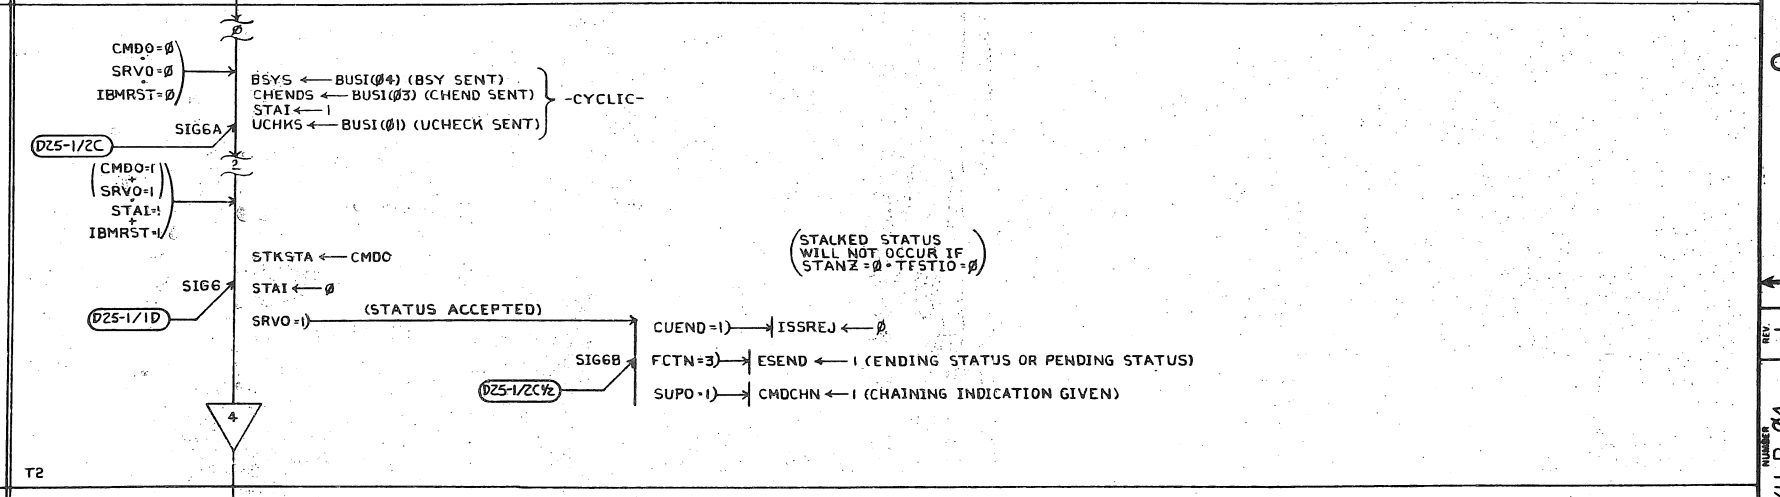 Ø
CMDO=Ø
SRVO=Ø
IBMRST=Ø
BSYS ← BUSI(Ø4) (BSY SENT)
CHENDS ← BUSI(Ø3) (CHEND SENT)
STAI ← 1
UCHKS ← BUSI(Ø1) (UCHECK SENT)
-CYCLIC-
SIG6A
D25-1/2C
2
CMDO=1
+
SRVO=1
STAI=1
+
IBMRST=1
STKSTA ← CMDO
(STALKED STATUS
WILL NOT OCCUR IF
STANZ=Ø·TESTIO=Ø)
SIG6
STAI ← Ø
D25-1/1D
SRVO=1) (STATUS ACCEPTED)
CUEND=1) ISSREJ ← Ø
SIG6B
FCTN=3) ESEND ← 1 (ENDING STATUS OR PENDING STATUS)
D25-1/2C½
SUPO=1) CMDCHN ← 1 (CHAINING INDICATION GIVEN)
4
T2
REV.
NUMBER